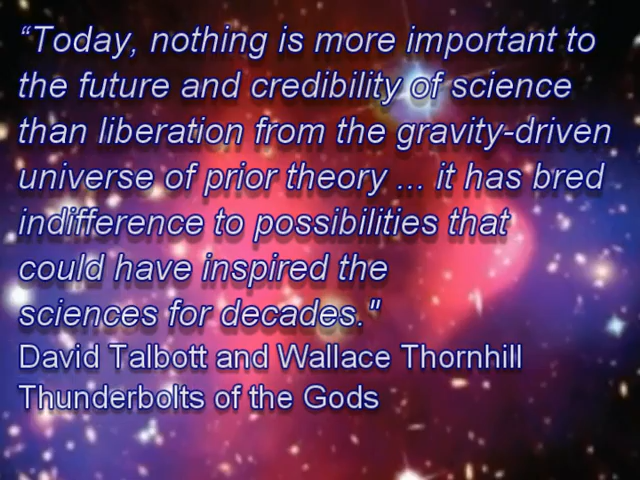 “Today, nothing is more important to
the future and credibility of science
than liberation from the gravity-driven
universe of prior theory ... it has bred
indifference to possibilities that
could have inspired the
sciences for decades."
David Talbott and Wallace Thornhill
Thunderbolts of the Gods